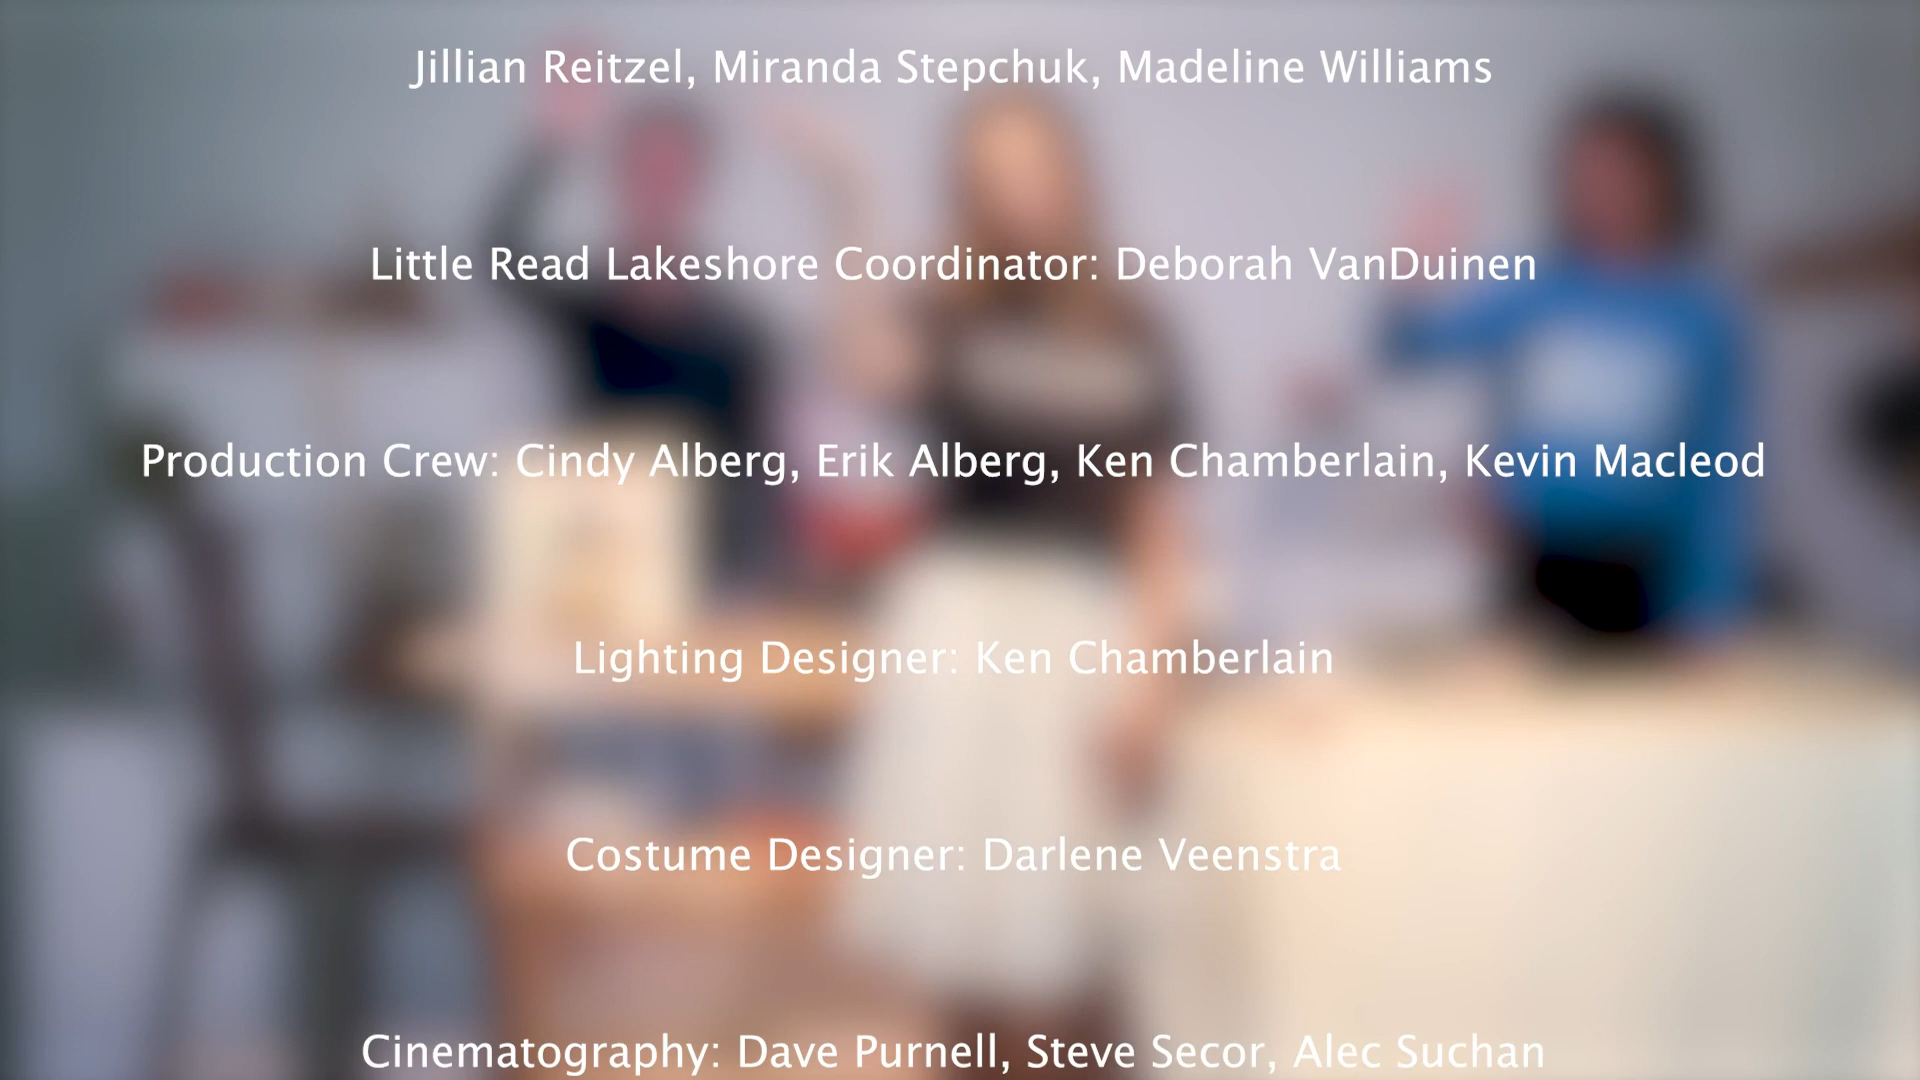 Jillian Reitzel, Miranda Stepchuk, Madeline Williams
Little Read Lakeshore Coordinator: Deborah VanDuinen
Production Crew: Cindy Alberg, Erik Alberg, Ken Chamberlain, Kevin Macleod
Lighting Designer: Ken Chamberlain
Costume Designer: Darlene Veenstra
Cinematography: Dave Purnell, Steve Secor, Alec Suchan